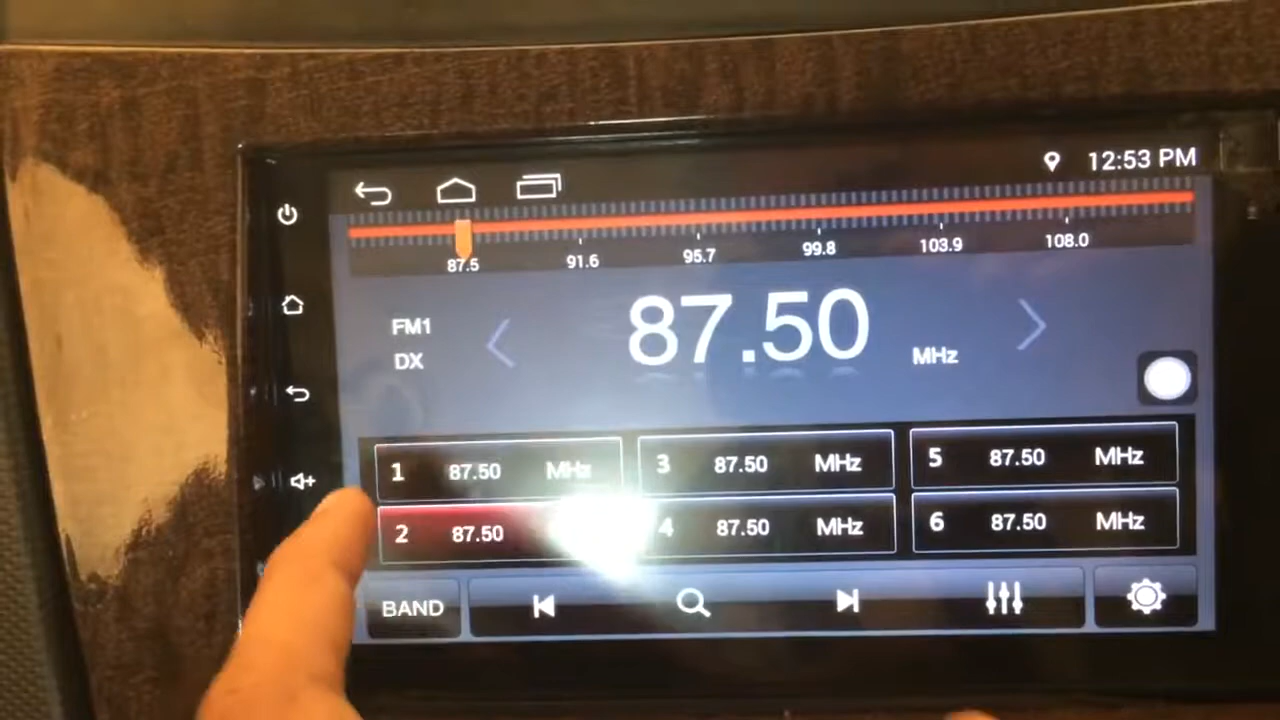 12:53 PM
87.5 91.6 95.7 99.8 103.9 108.0
FM1
DX
87.50 MHz
1 87.50 MHz
3 87.50 MHz
5 87.50 MHz
2 87.50
4 87.50 MHz
6 87.50 MHz
BAND